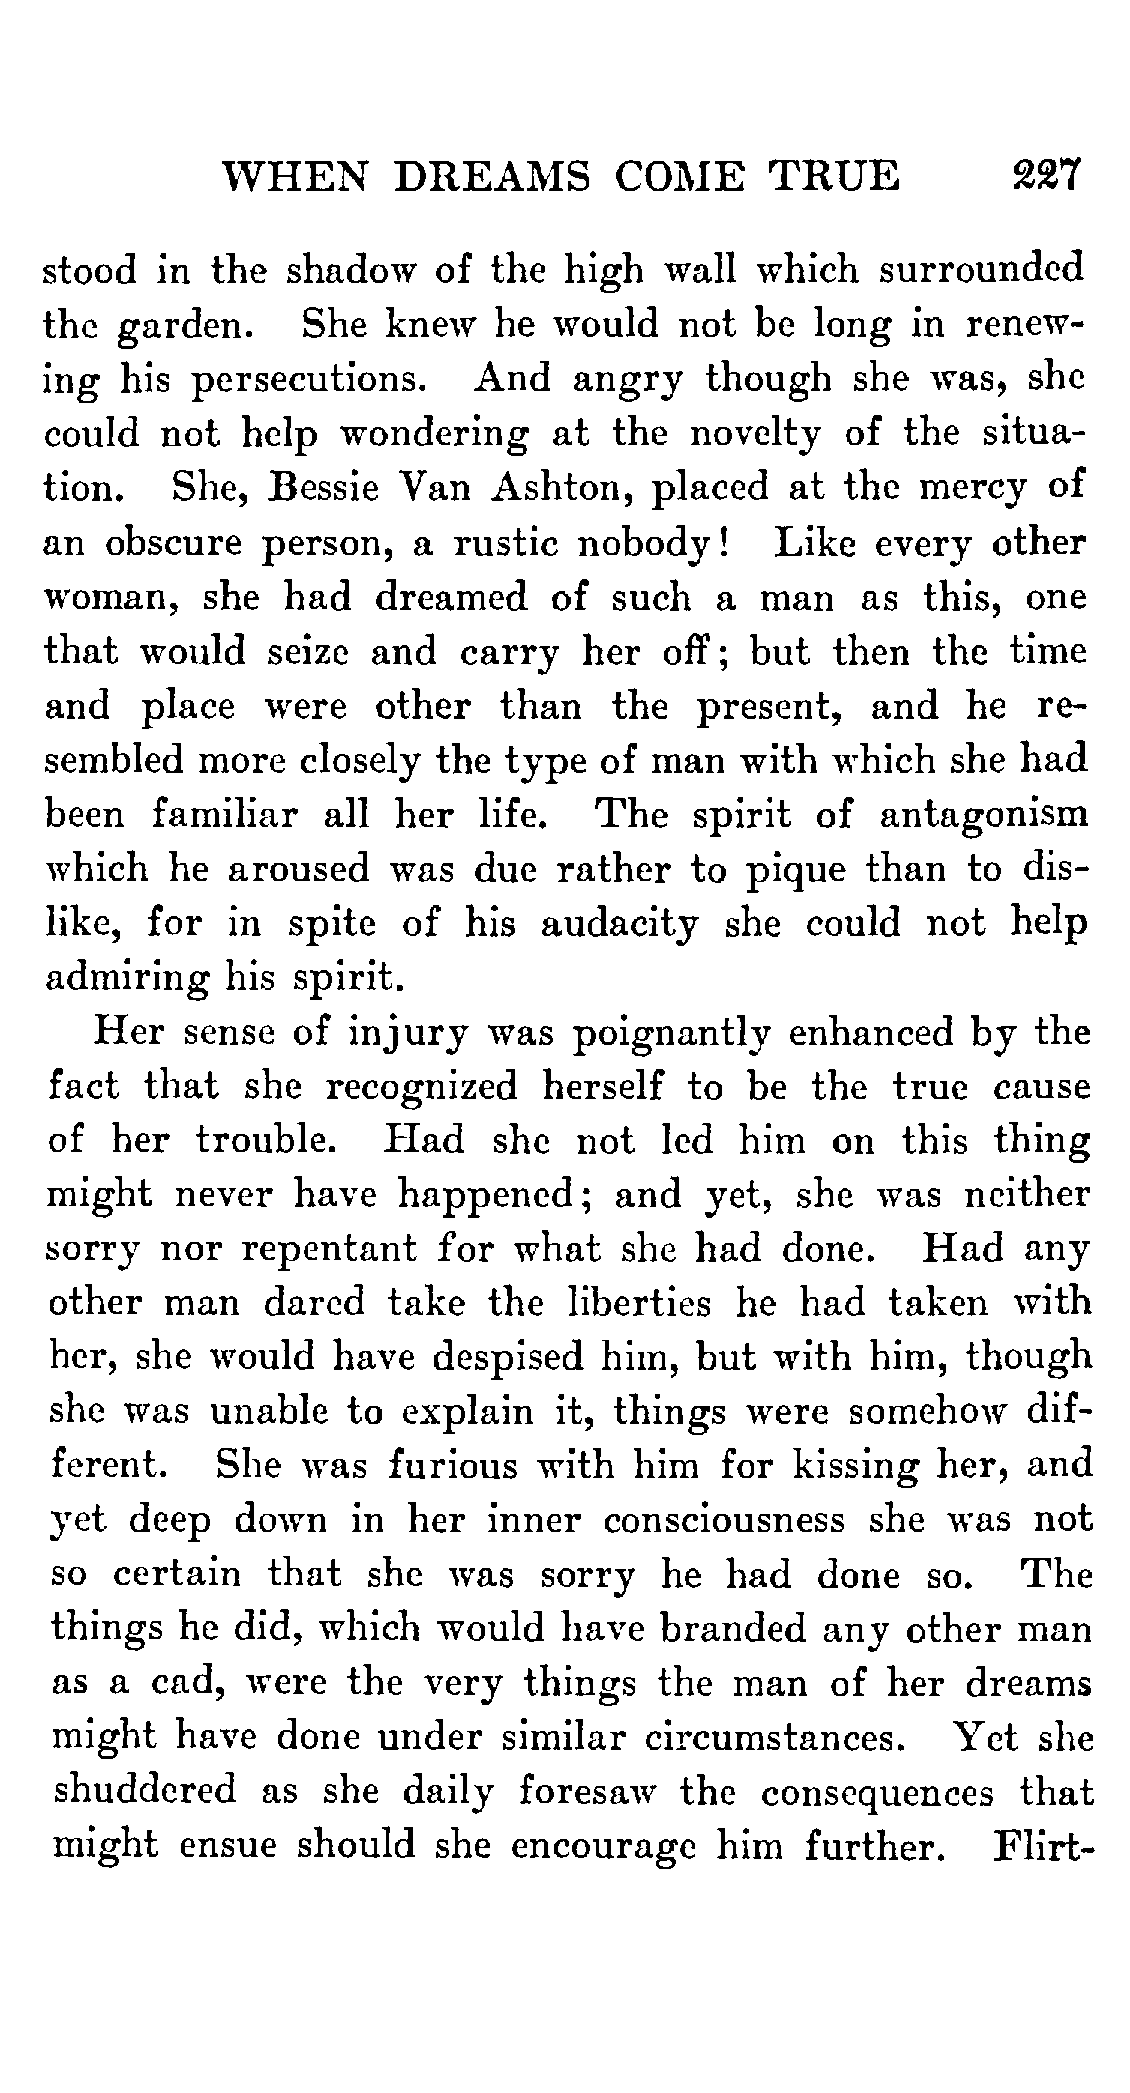 WHEN DREAMS COME TRUE 227
stood in the shadow of the high wall which surrounded
the garden. She knew he would not be long in renew-
ing his persecutions. And angry though she was, she
could not help wondering at the novelty of the situa-
tion. She, Bessie Van Ashton, placed at the mercy of
an obscure person, a rustic nobody! Like every other
woman, she had dreamed of such a man as this, one
that would seize and carry her off; but then the time
and place were other than the present, and he re-
sembled more closely the type of man with which she had
been familiar all her life. The spirit of antagonism
which he aroused was due rather to pique than to dis-
like, for in spite of his audacity she could not help
admiring his spirit.
Her sense of injury was poignantly enhanced by the
fact that she recognized herself to be the true cause
of her trouble. Had she not led him on this thing
might never have happened; and yet, she was neither
sorry nor repentant for what she had done. Had any
other man dared take the liberties he had taken with
her, she would have despised him, but with him, though
she was unable to explain it, things were somehow dif-
ferent. She was furious with him for kissing her, and
yet deep down in her inner consciousness she was not
so certain that she was sorry he had done so. The
things he did, which would have branded any other man
as a cad, were the very things the man of her dreams
might have done under similar circumstances. Yet she
shuddered as she daily foresaw the consequences that
might ensue should she encourage him further. Flirt-